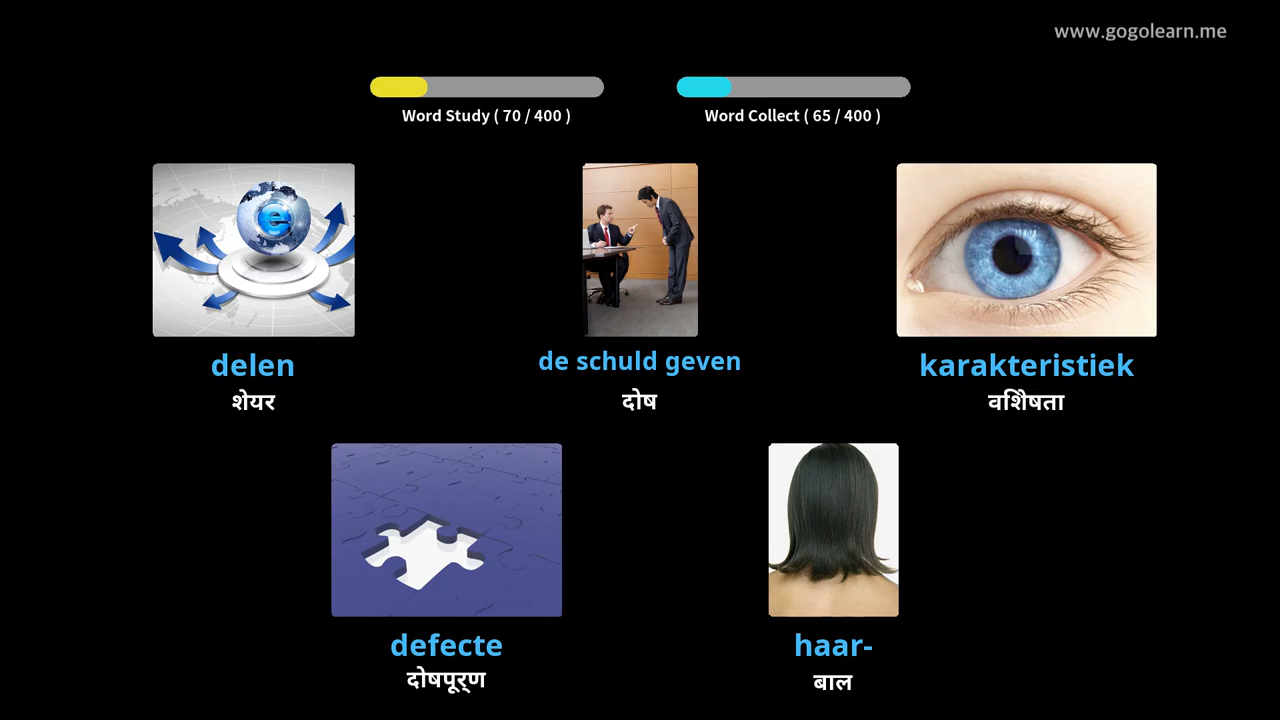 www.gogolearn.me
Word Study ( 70 / 400 )
Word Collect ( 65 / 400 )
e
delen
शेयर
de schuld geven
दोष
karakteristiek
विशेषता
defecte
दोषपूर्ण
haar-
बाल